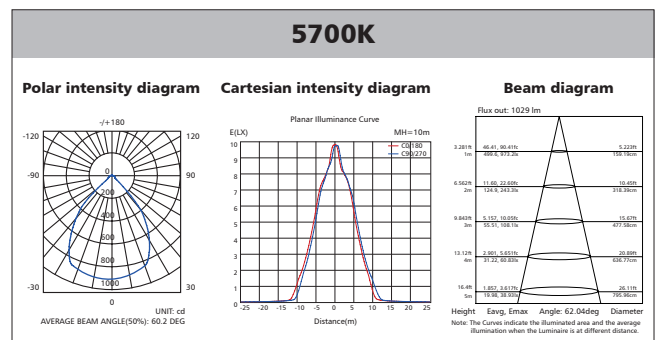 5700K
Polar intensity diagram
Cartesian intensity diagram
Beam diagram
-/+180
-120
120
-90
90
-30
30
0
0
200
400
600
800
1000
UNIT: cd
AVERAGE BEAM ANGLE(50%): 60.2 DEG
Planar Illuminance Curve
E(LX)
MH=10m
C0/180
C90/270
10
9
8
7
6
5
4
3
2
1
0
-25 -20 -15 -10 -5 0 5 10 15 20 25
Distance(m)
Flux out: 1029 lm
3.281ft 46.41, 90.41fc 5.223ft
1m 499.6, 973.2lx 159.19cm
6.562ft 11.60, 22.60fc 10.45ft
2m 124.9, 243.3lx 318.39cm
9.843ft 5.157, 10.05fc 15.67ft
3m 55.51, 108.1lx 477.58cm
13.12ft 2.901, 5.651fc 20.89ft
4m 31.22, 60.83lx 636.77cm
16.4ft 1.857, 3.617fc 26.11ft
5m 19.98, 38.93lx 795.96cm
Height Eavg, Emax Angle: 62.04deg Diameter
Note: The Curves indicate the illuminated area and the average
illumination when the Luminaire is at different distance.